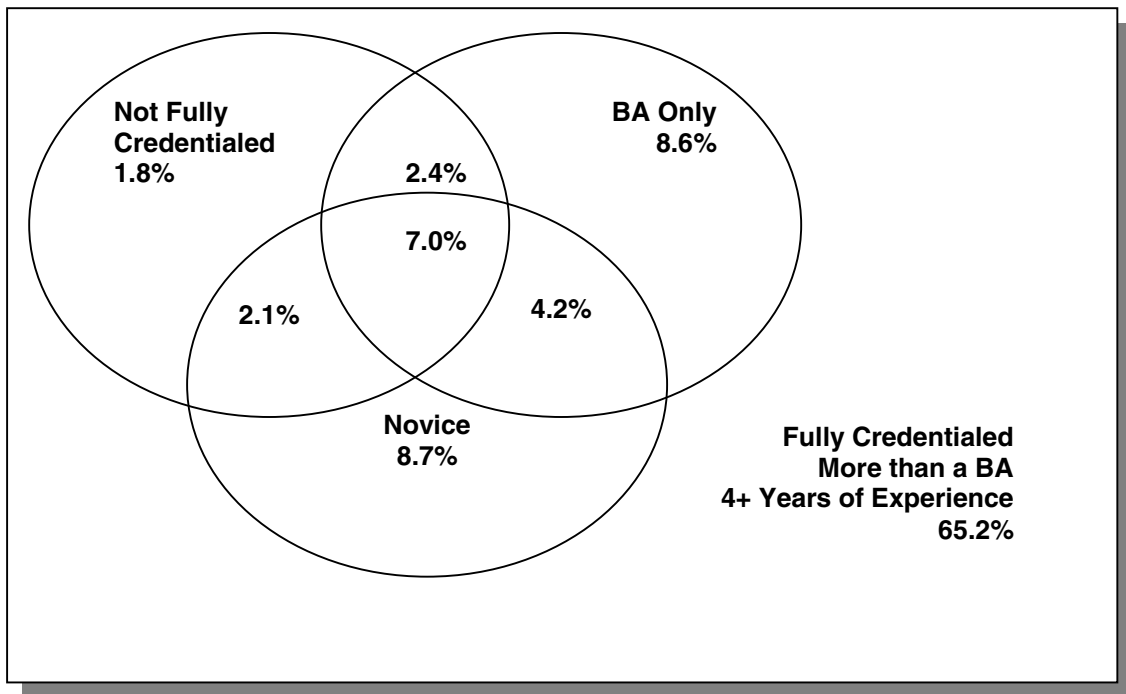 Not Fully
Credentialed
1.8%
BA Only
8.6%
2.4%
7.0%
2.1%
4.2%
Novice
8.7%
Fully Credentialed
More than a BA
4+ Years of Experience
65.2%